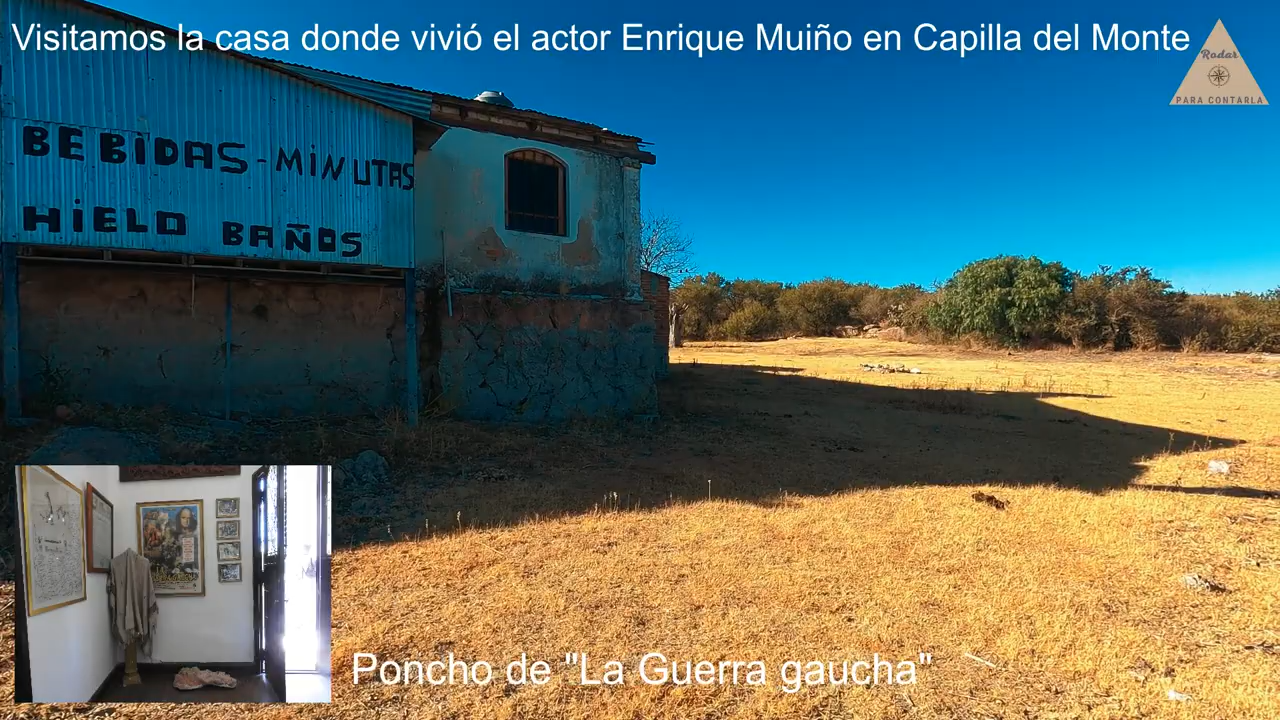 Visitamos la casa donde vivió el actor Enrique Muiño en Capilla del Monte
Rodar
PARA CONTARLA
BEBIDAS-MINUTAS
HIELO BAÑOS
Poncho de "La Guerra gaucha"